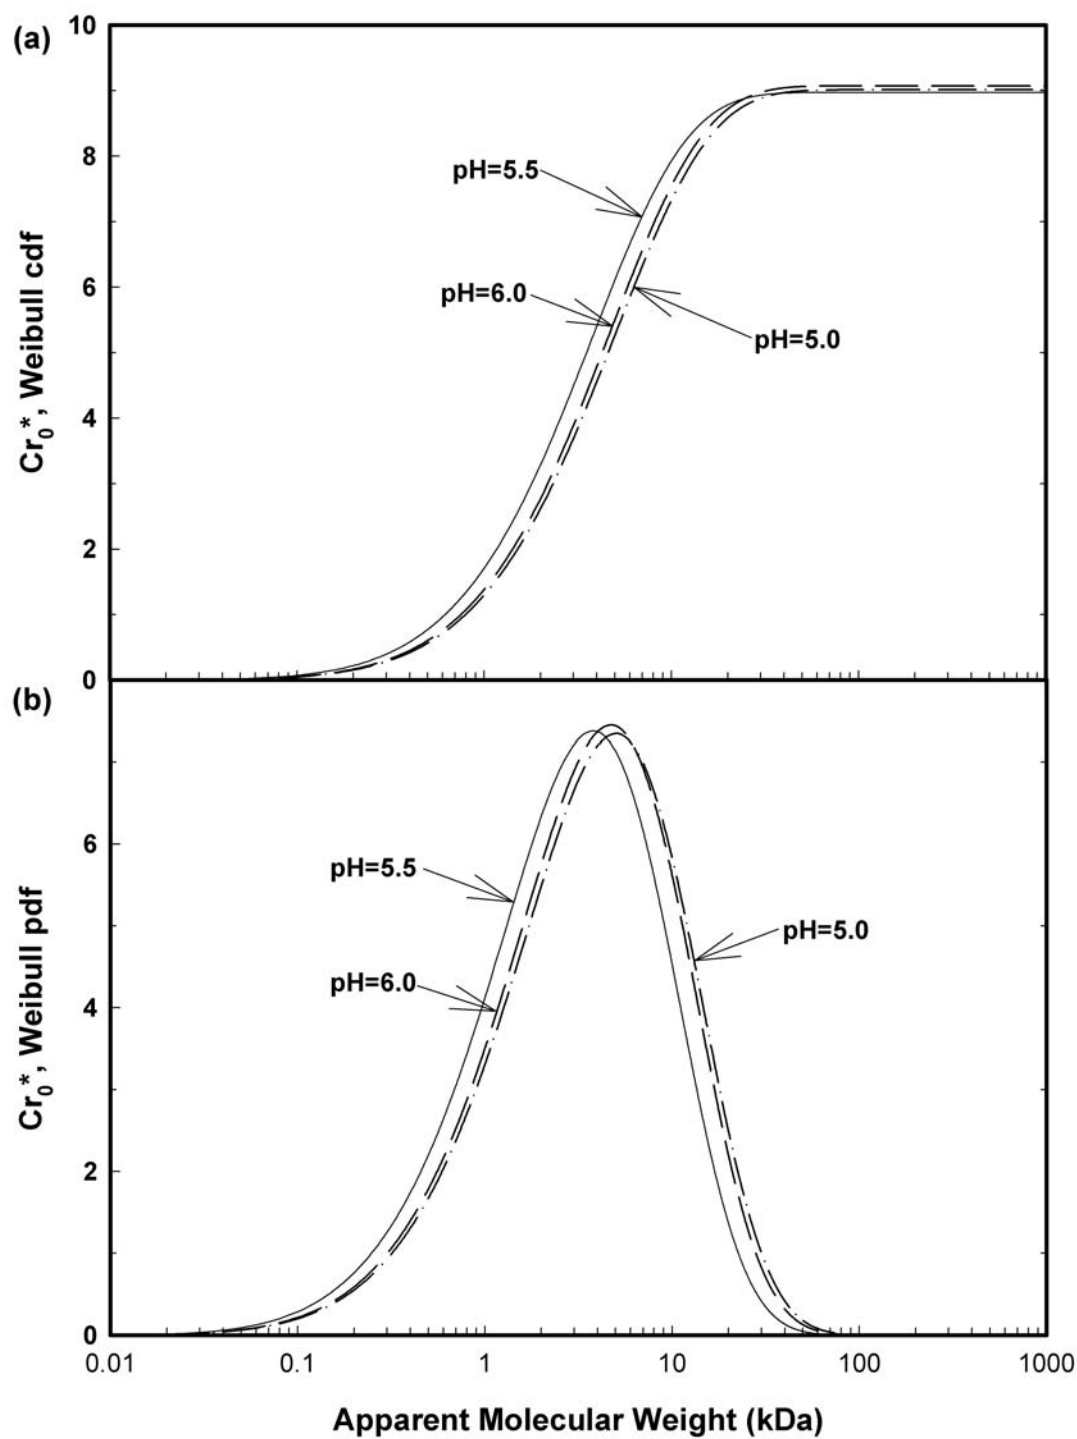 (a)
10
8
6
4
2
0
Cr0*, Weibull cdf
pH=5.5
pH=6.0
pH=5.0
(b)
6
4
2
0
Cr0*, Weibull pdf
pH=5.5
pH=6.0
pH=5.0
0.01 0.1 1 10 100 1000
Apparent Molecular Weight (kDa)